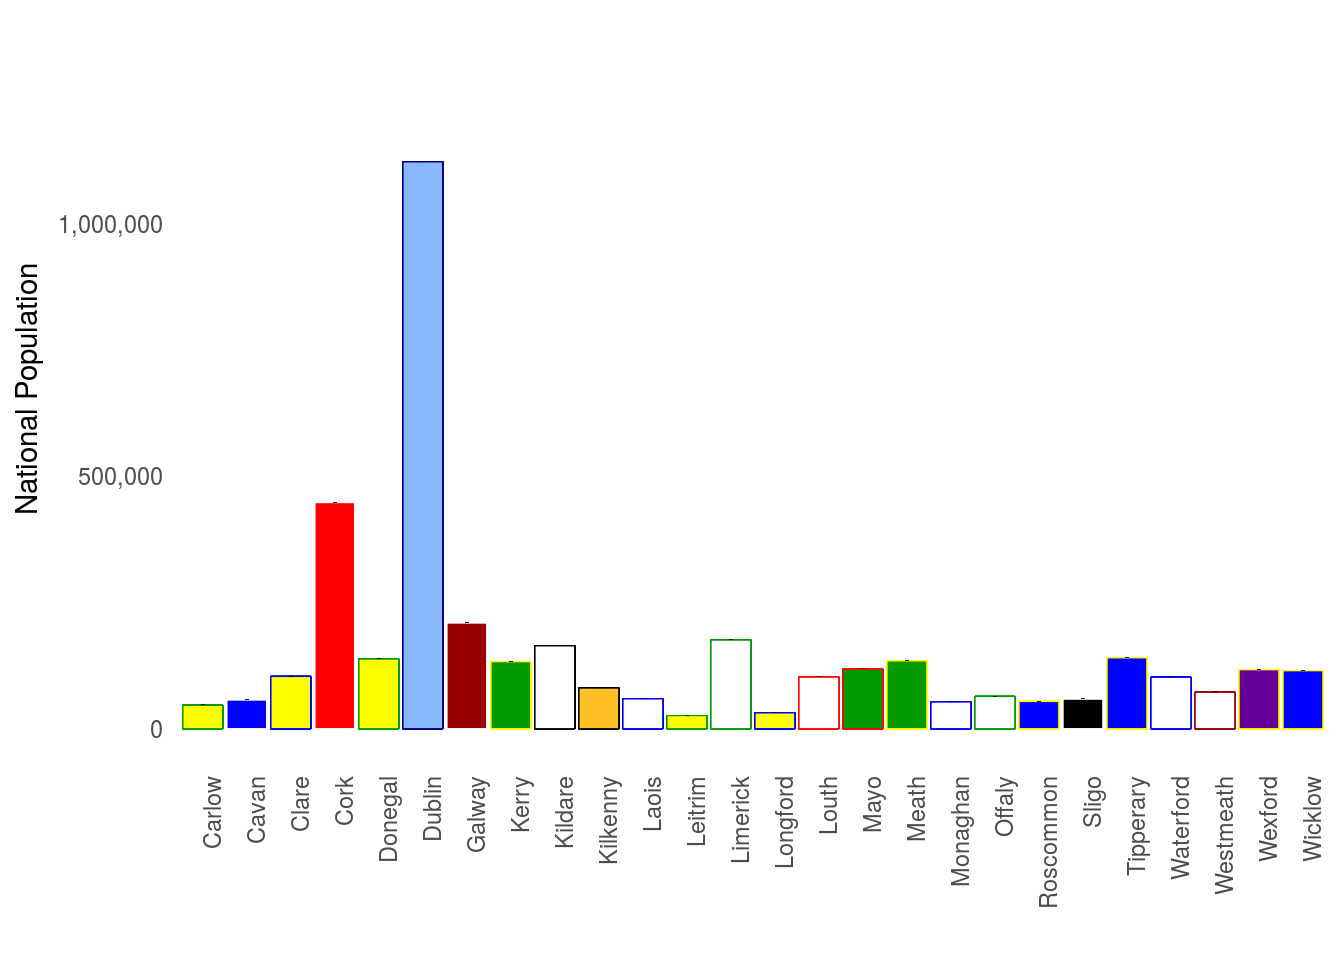 National Population
1,000,000
500,000
0
Carlow
Cavan
Clare
Cork
Donegal
Dublin
Galway
Kerry
Kildare
Kilkenny
Laois
Leitrim
Limerick
Longford
Louth
Mayo
Meath
Monaghan
Offaly
Roscommon
Sligo
Tipperary
Waterford
Westmeath
Wexford
Wicklow